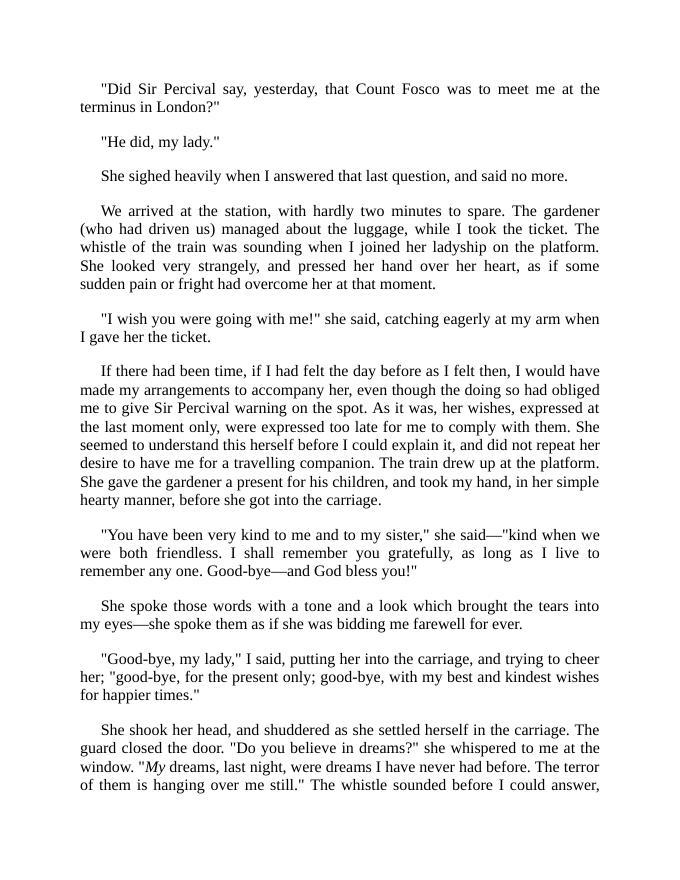 "Did Sir Percival say, yesterday, that Count Fosco was to meet me at the
terminus in London?"
"He did, my lady."
She sighed heavily when I answered that last question, and said no more.
We arrived at the station, with hardly two minutes to spare. The gardener
(who had driven us) managed about the luggage, while I took the ticket. The
whistle of the train was sounding when I joined her ladyship on the platform.
She looked very strangely, and pressed her hand over her heart, as if some
sudden pain or fright had overcome her at that moment.
"I wish you were going with me!" she said, catching eagerly at my arm when
I gave her the ticket.
If there had been time, if I had felt the day before as I felt then, I would have
made my arrangements to accompany her, even though the doing so had obliged
me to give Sir Percival warning on the spot. As it was, her wishes, expressed at
the last moment only, were expressed too late for me to comply with them. She
seemed to understand this herself before I could explain it, and did not repeat her
desire to have me for a travelling companion. The train drew up at the platform.
She gave the gardener a present for his children, and took my hand, in her simple
hearty manner, before she got into the carriage.
"You have been very kind to me and to my sister," she said—"kind when we
were both friendless. I shall remember you gratefully, as long as I live to
remember any one. Good-bye—and God bless you!"
She spoke those words with a tone and a look which brought the tears into
my eyes—she spoke them as if she was bidding me farewell for ever.
"Good-bye, my lady," I said, putting her into the carriage, and trying to cheer
her; "good-bye, for the present only; good-bye, with my best and kindest wishes
for happier times."
She shook her head, and shuddered as she settled herself in the carriage. The
guard closed the door. "Do you believe in dreams?" she whispered to me at the
window. "My dreams, last night, were dreams I have never had before. The terror
of them is hanging over me still." The whistle sounded before I could answer,